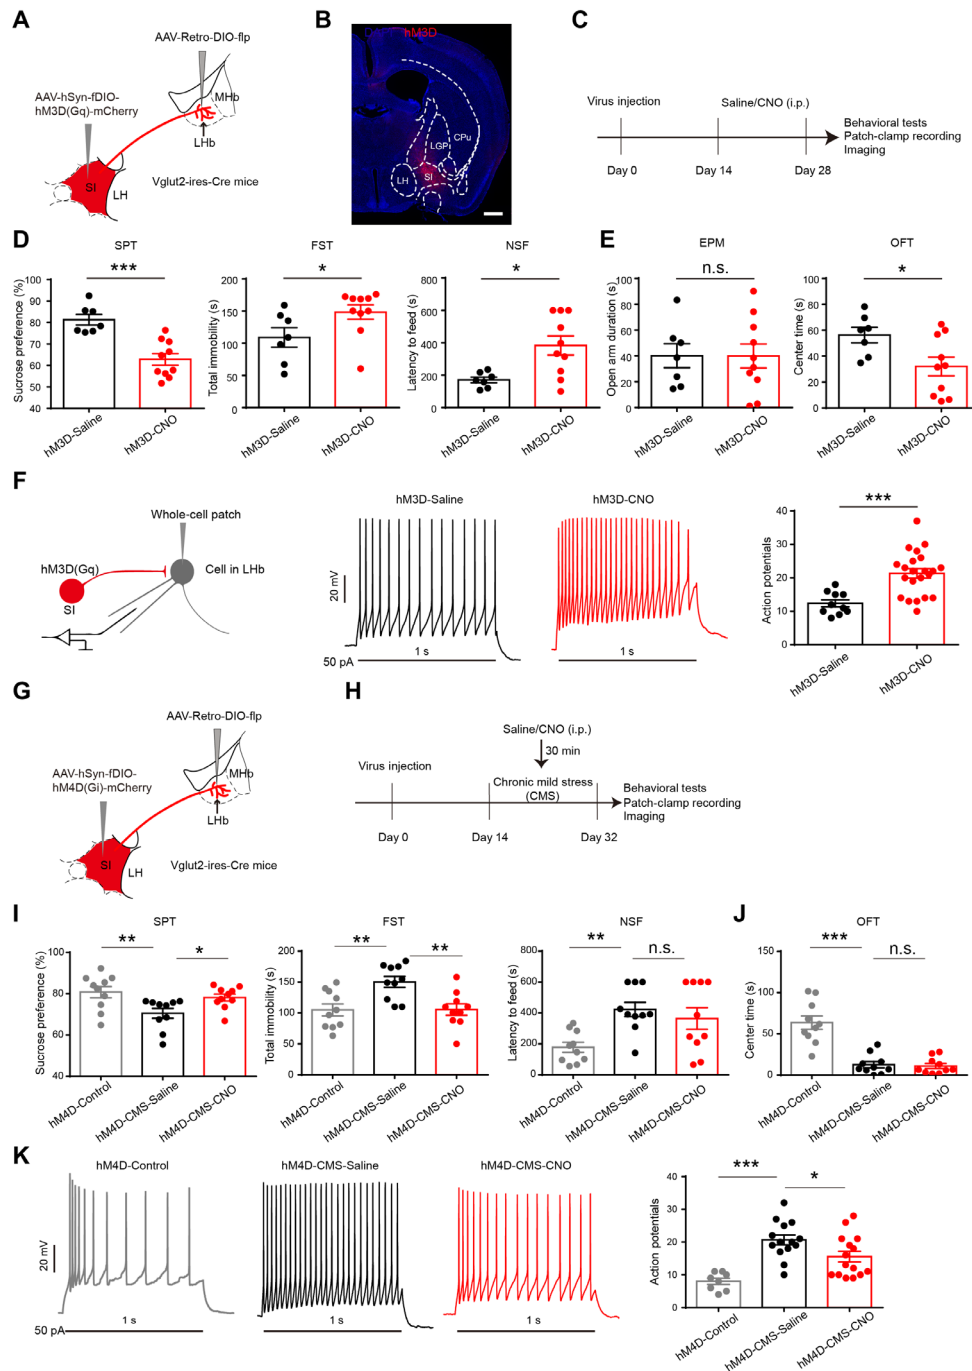 A
AAV-Retro-DIO-flp
AAV-hSyn-fDIO-
hM3D(Gq)-mCherry
MHb
LHb
SI
LH
Vglut2-ires-Cre mice
B
DAPI hM3D
CPu
LGP
LH
SI
C
Virus injection
Saline/CNO (i.p.)
Behavioral tests
Patch-clamp recording
Imaging
Day 0
Day 14
Day 28
D
SPT
***
Sucrose preference (%)
100
90
80
70
60
50
40
hM3D-Saline
hM3D-CNO
FST
*
Total immobility (s)
200
150
100
50
0
hM3D-Saline
hM3D-CNO
NSF
*
Latency to feed (s)
800
600
400
200
0
hM3D-Saline
hM3D-CNO
E
EPM
n.s.
Open arm duration (s)
100
80
60
40
20
0
hM3D-Saline
hM3D-CNO
OFT
*
Center time (s)
100
80
60
40
20
0
hM3D-Saline
hM3D-CNO
F
Whole-cell patch
hM3D(Gq)
Cell in LHb
SI
hM3D-Saline
hM3D-CNO
20 mV
50 pA
1 s
1 s
***
Action potentials
40
30
20
10
0
hM3D-Saline
hM3D-CNO
G
AAV-Retro-DIO-flp
AAV-hSyn-fDIO-
hM4D(Gi)-mCherry
MHb
LHb
SI
LH
Vglut2-ires-Cre mice
H
Saline/CNO (i.p.)
30 min
Virus injection
Chronic mild stress
(CMS)
Behavioral tests
Patch-clamp recording
Imaging
Day 0
Day 14
Day 32
I
SPT
**
*
Sucrose preference (%)
100
80
60
40
hM4D-Control
hM4D-CMS-Saline
hM4D-CMS-CNO
FST
**
**
Total immobility (s)
200
150
100
50
0
hM4D-Control
hM4D-CMS-Saline
hM4D-CMS-CNO
NSF
**
n.s.
Latency to feed (s)
800
600
400
200
0
hM4D-Control
hM4D-CMS-Saline
hM4D-CMS-CNO
J
OFT
***
n.s.
Center time (s)
150
100
50
0
hM4D-Control
hM4D-CMS-Saline
hM4D-CMS-CNO
K
hM4D-Control
hM4D-CMS-Saline
hM4D-CMS-CNO
20 mV
50 pA
1 s
1 s
1 s
***
*
Action potentials
40
30
20
10
0
hM4D-Control
hM4D-CMS-Saline
hM4D-CMS-CNO